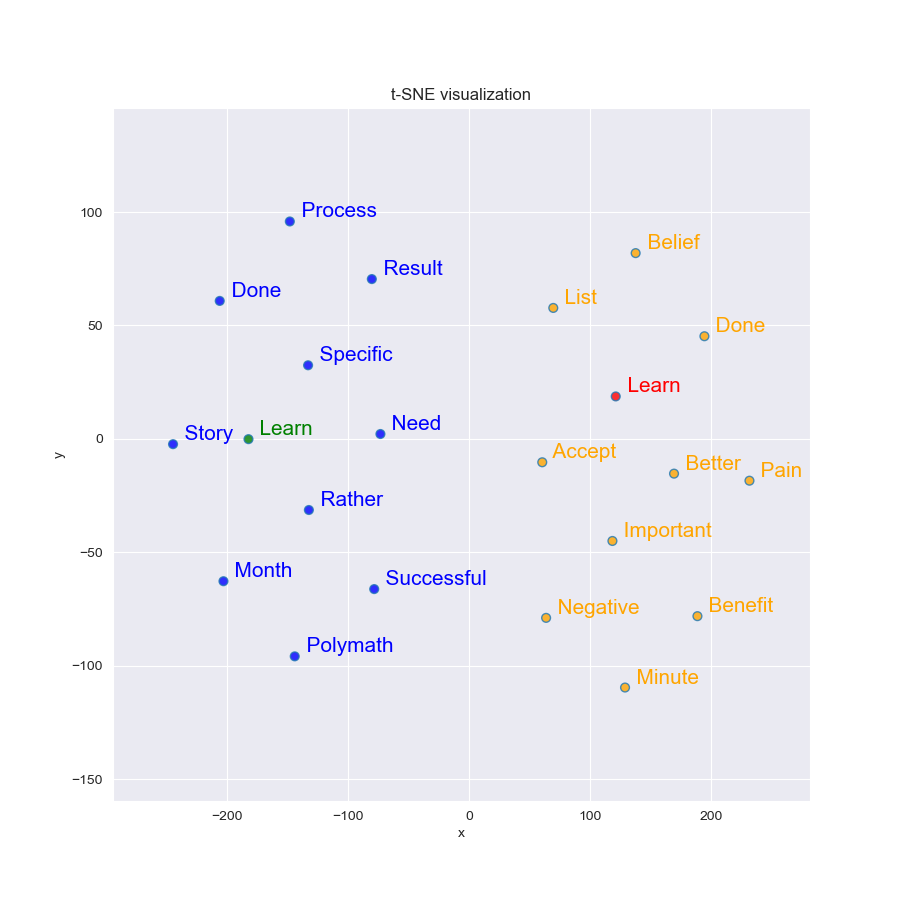 t-SNE visualization
Process
Belief
Result
Done
List
Done
Specific
Learn
Story
Learn
Need
Accept
Better
Pain
Rather
Important
Month
Successful
Negative
Benefit
Polymath
Minute
100
50
0
−50
−100
−150
y
−200
−100
0
100
200
x